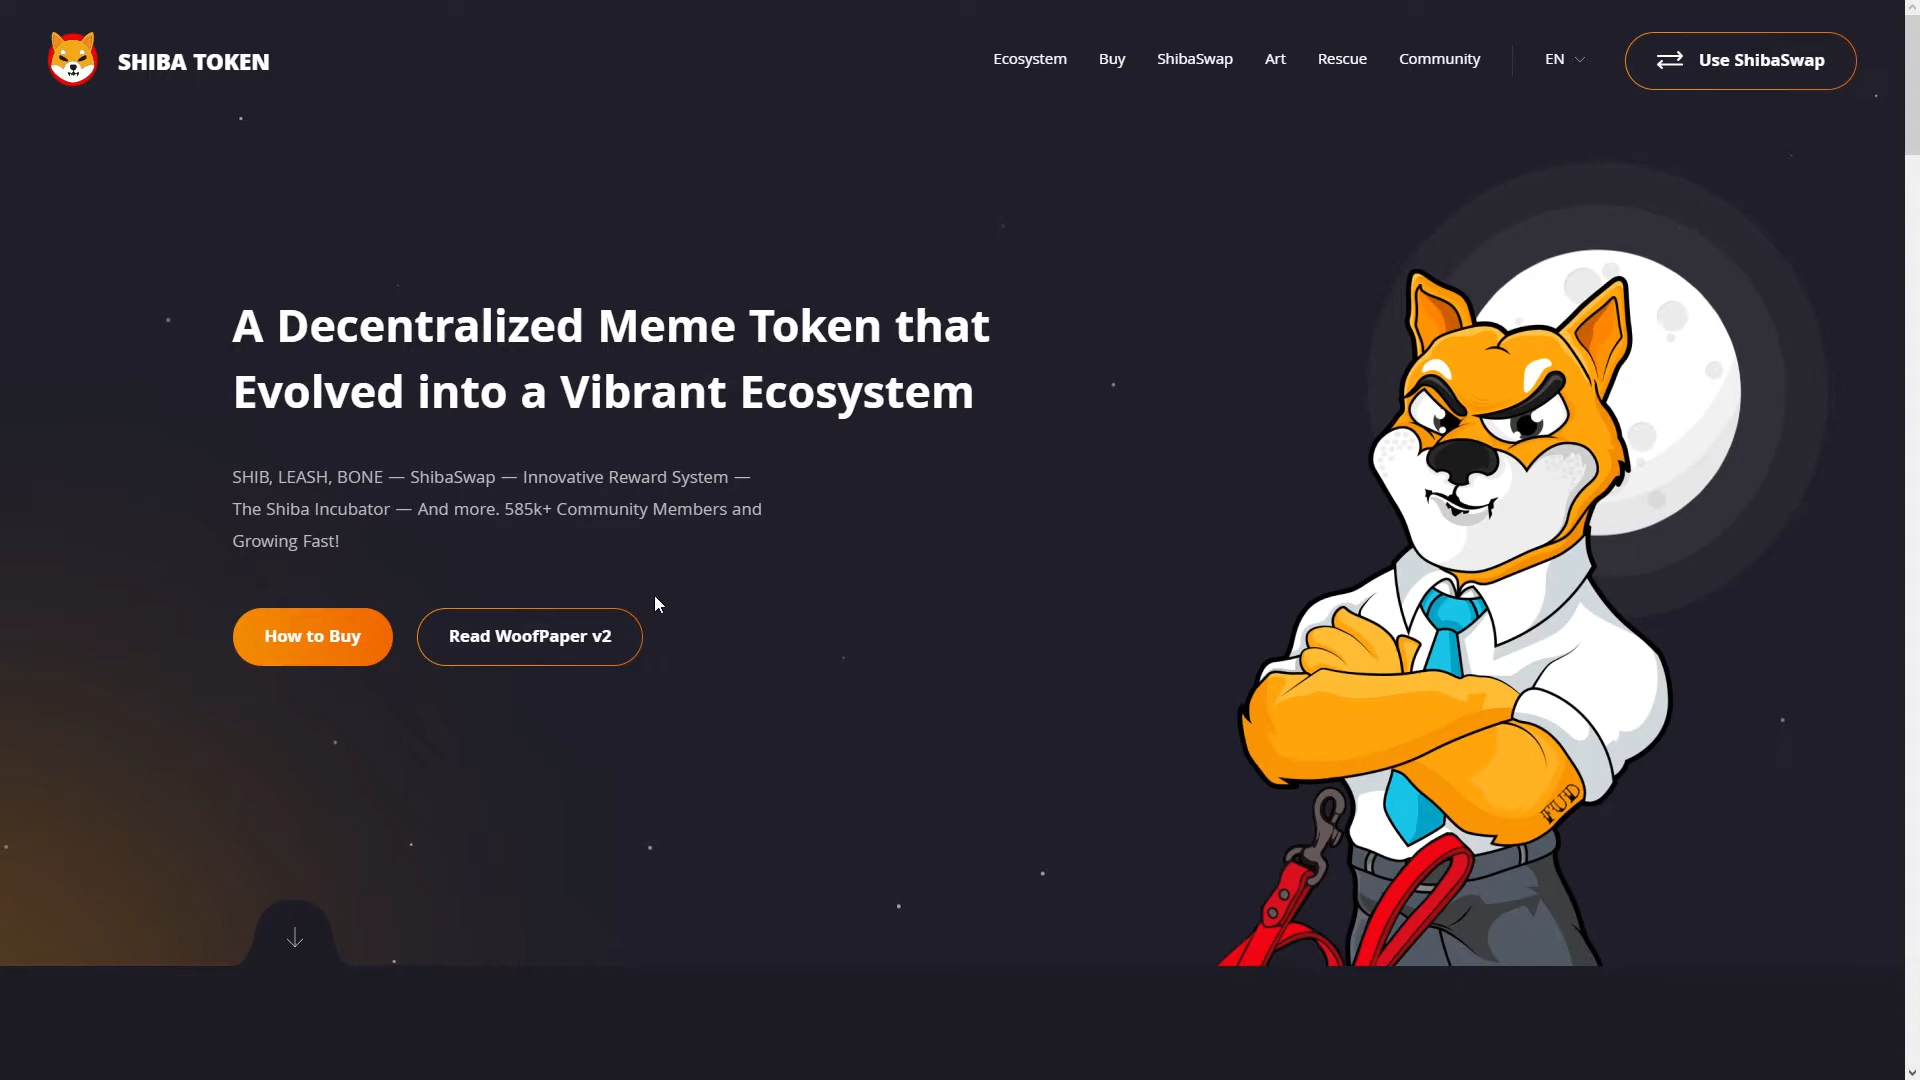 SHIBA TOKEN
Ecosystem
Buy
ShibaSwap
Art
Rescue
Community
EN
Use ShibaSwap
A Decentralized Meme Token that
Evolved into a Vibrant Ecosystem
SHIB, LEASH, BONE — ShibaSwap — Innovative Reward System —
The Shiba Incubator — And more. 585k+ Community Members and
Growing Fast!
How to Buy
Read WoofPaper v2
FUD